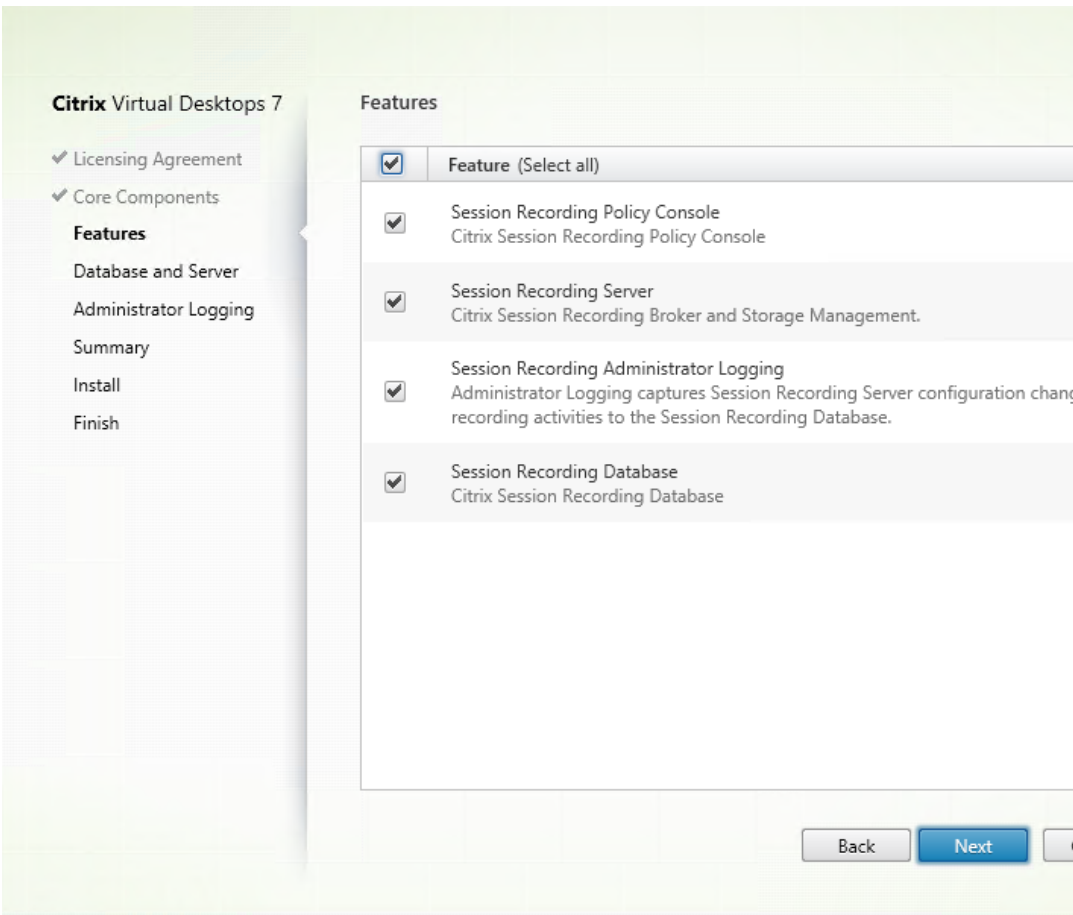 Citrix Virtual Desktops 7
Licensing Agreement
Core Components
Features
Database and Server
Administrator Logging
Summary
Install
Finish
Features
Feature (Select all)
Session Recording Policy Console
Citrix Session Recording Policy Console
Session Recording Server
Citrix Session Recording Broker and Storage Management.
Session Recording Administrator Logging
Administrator Logging captures Session Recording Server configuration
recording activities to the Session Recording Database.
Session Recording Database
Citrix Session Recording Database
Back
Next